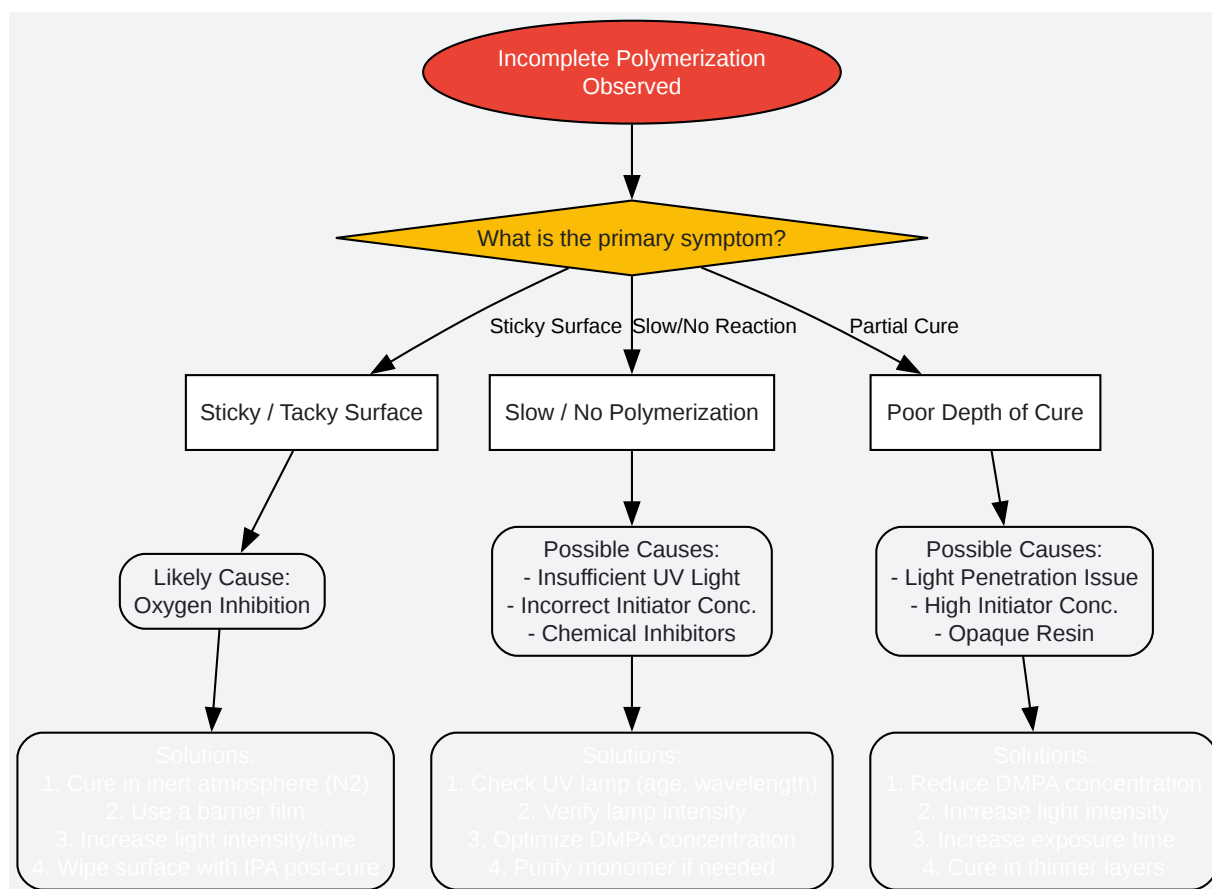 Incomplete Polymerization
Observed
What is the primary symptom?
Sticky Surface
Slow/No Reaction
Partial Cure
Sticky / Tacky Surface
Slow / No Polymerization
Poor Depth of Cure
Likely Cause:
Oxygen Inhibition
Possible Causes:
- Insufficient UV Light
- Incorrect Initiator Conc.
- Chemical Inhibitors
Possible Causes:
- Light Penetration Issue
- High Initiator Conc.
- Opaque Resin
Solutions:
1. Cure in inert atmosphere (N2)
2. Use a barrier film
3. Increase light intensity/time
4. Wipe surface with IPA post-cure
Solutions:
1. Check UV lamp (age, wavelength)
2. Verify lamp intensity
3. Optimize DMPA concentration
4. Purify monomer if needed
Solutions:
1. Reduce DMPA concentration
2. Increase light intensity
3. Increase exposure time
4. Cure in thinner layers